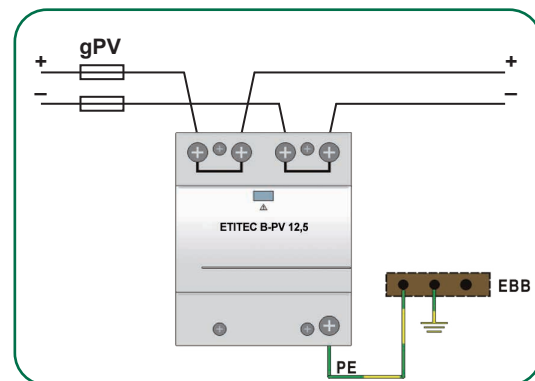 gPV
+ +
– –
ETITEC B-PV 12,5
EBB
PE